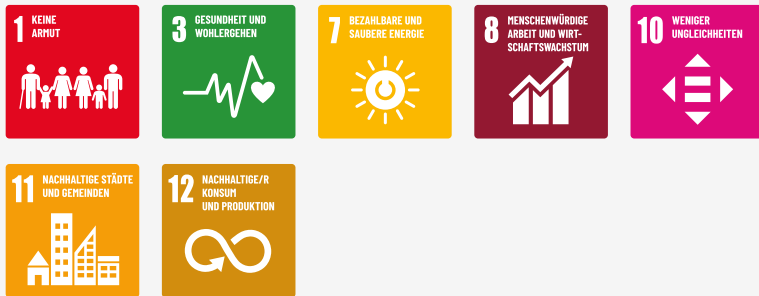 1 KEINE
ARMUT
3 GESUNDHEIT UND
WOHLERGEHEN
7 BEZAHLBARE UND
SAUBERE ENERGIE
8 MENSCHENWÜRDIGE
ARBEIT UND WIRT-
SCHAFTSWACHSTUM
10 WENIGER
UNGLEICHHEITEN
11 NACHHALTIGE STÄDTE
UND GEMEINDEN
12 NACHHALTIGE/R
KONSUM
UND PRODUKTION